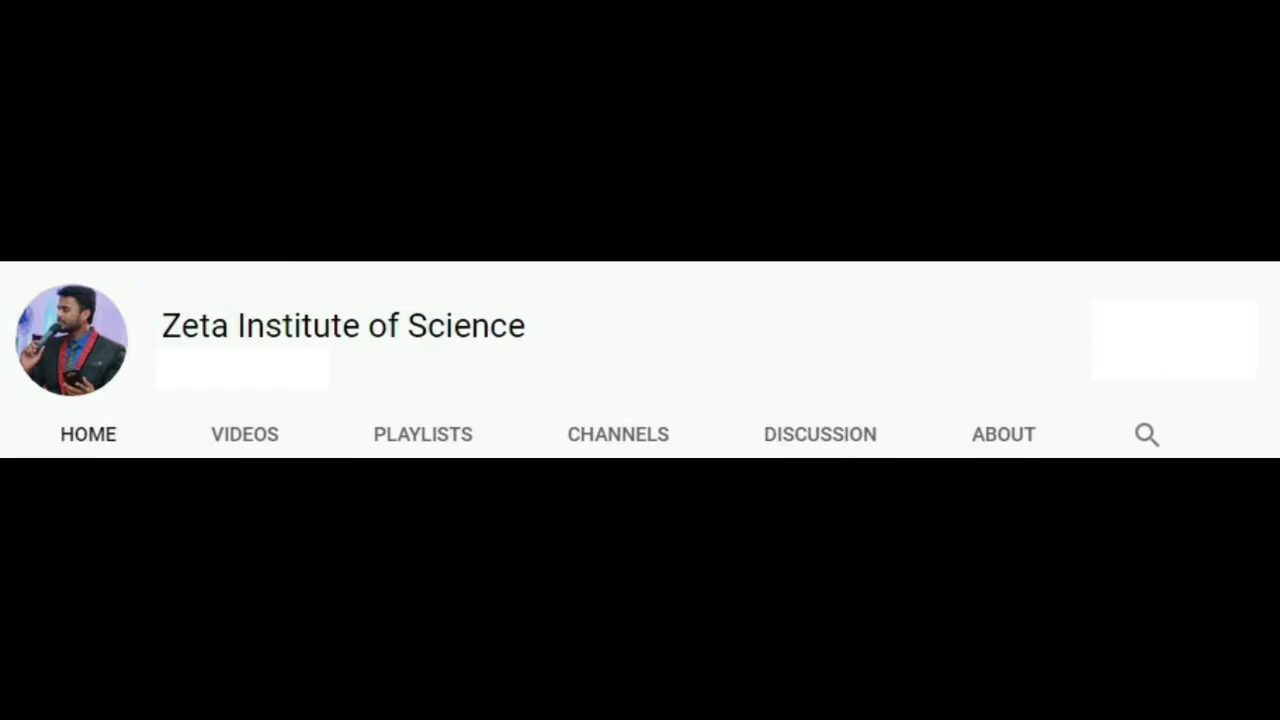 Zeta Institute of Science
HOME VIDEOS PLAYLISTS CHANNELS DISCUSSION ABOUT